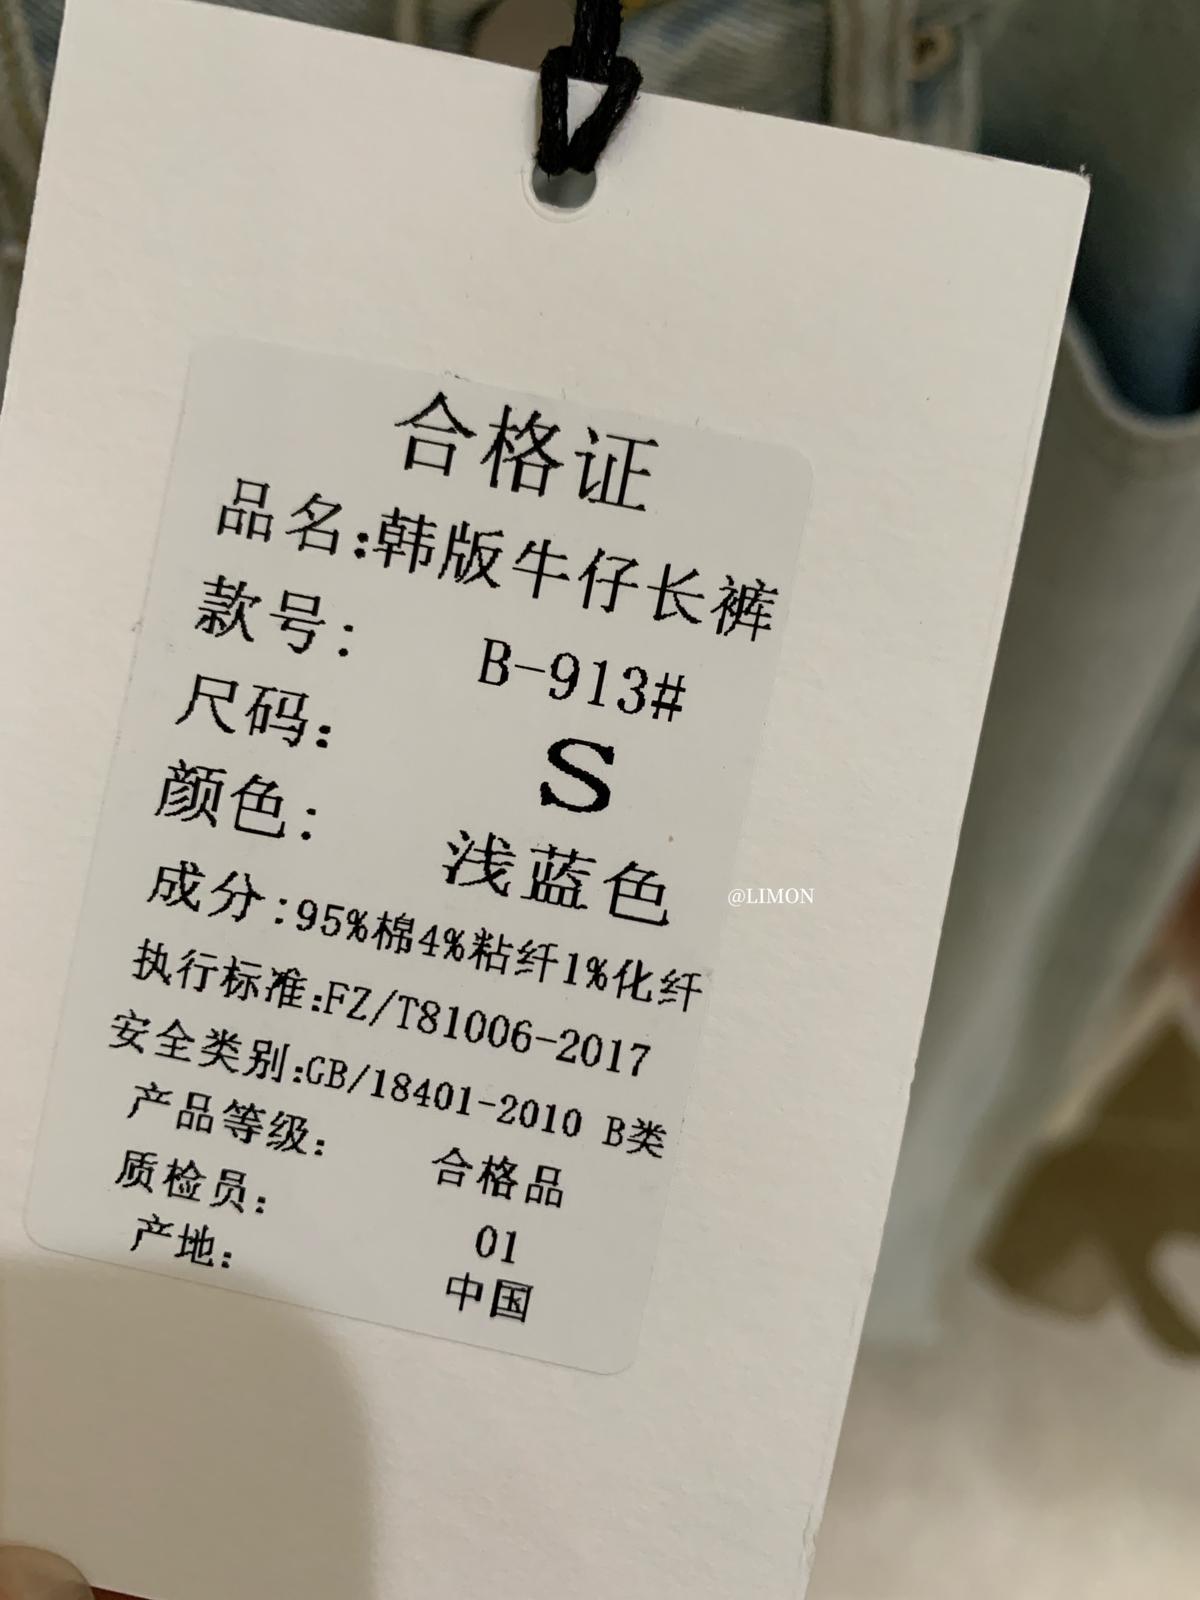 合格证
品名:韩版牛仔长裤
款号: B-913#
尺码: S
颜色: 浅蓝色
成分:95%棉4%粘纤1%化纤
执行标准:FZ/T81006-2017
安全类别:GB/18401-2010 B类
产品等级: 合格品
质检员: 01
产地: 中国
@LIMON